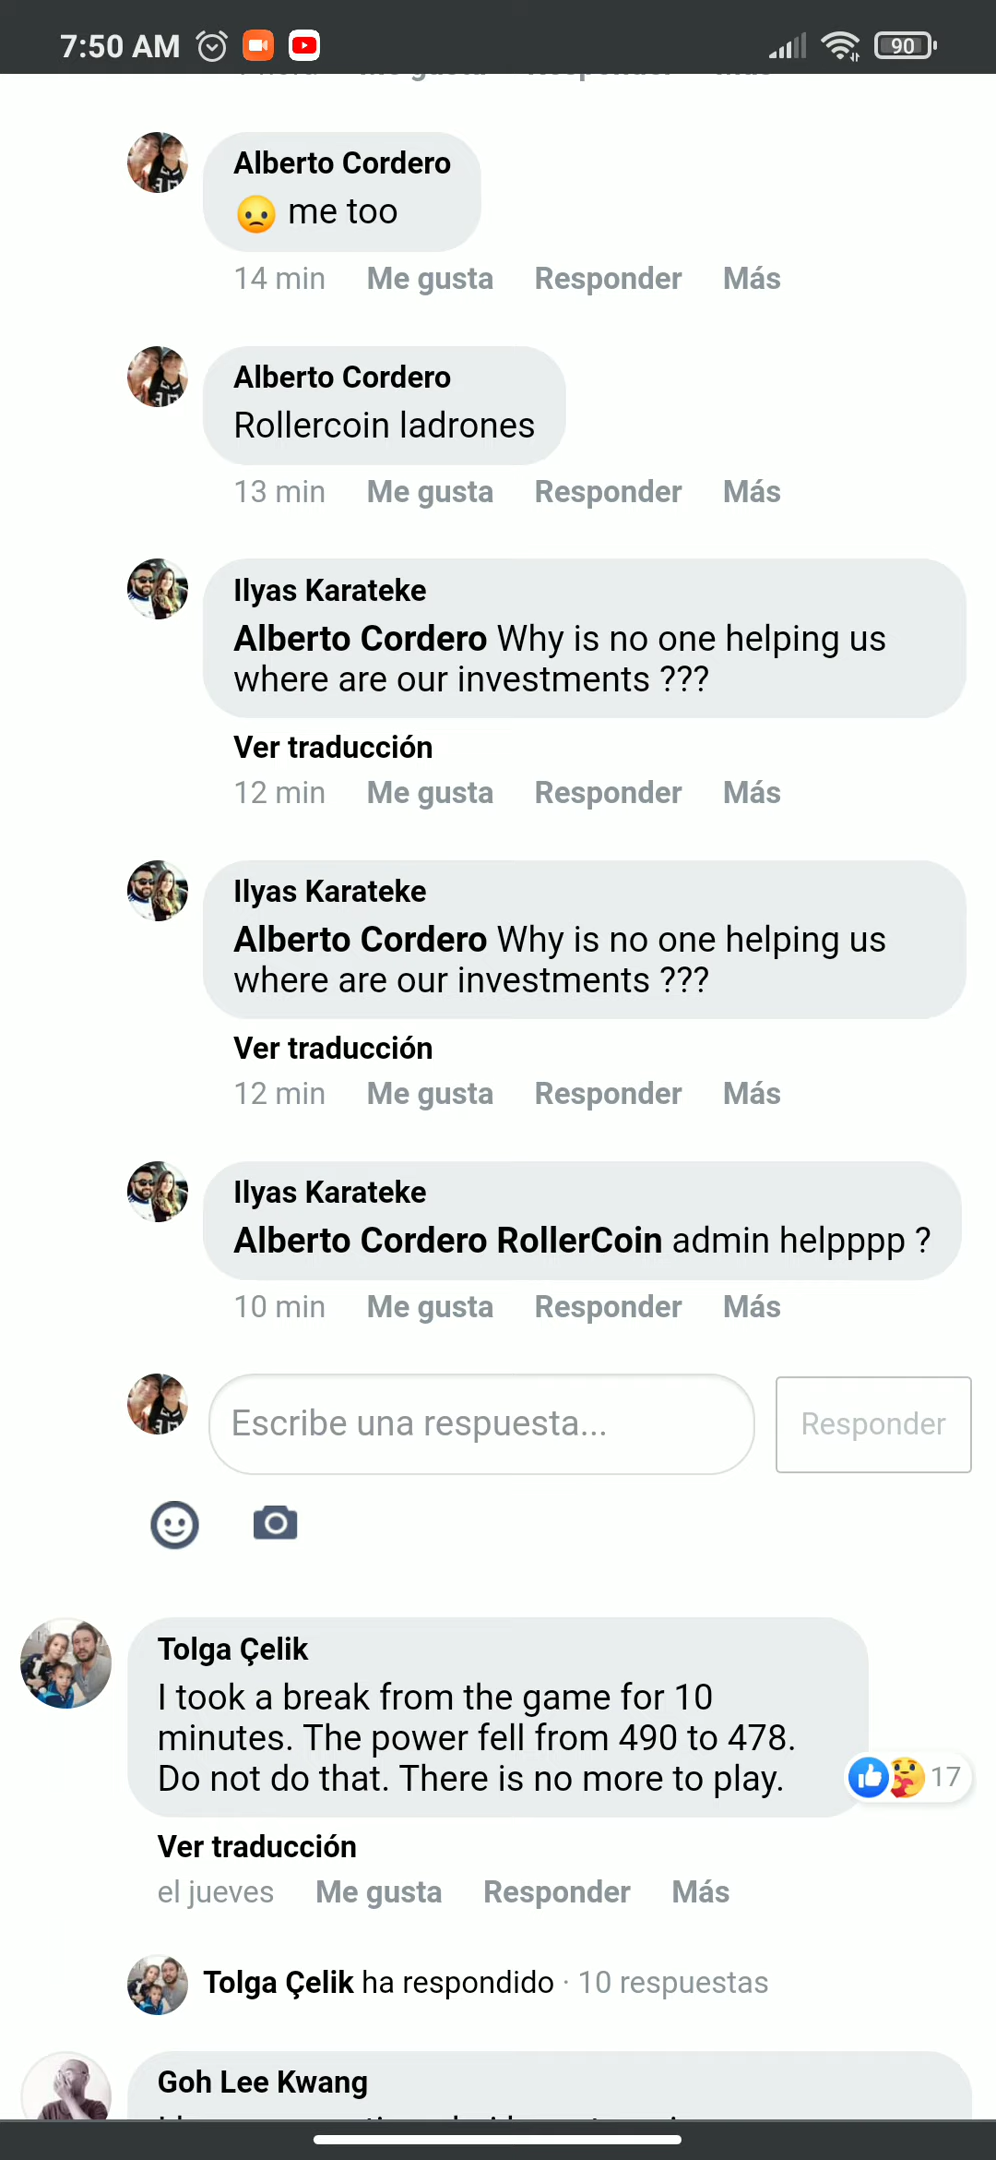 7:50 AM
90
Alberto Cordero
😞 me too
14 min Me gusta Responder Más
Alberto Cordero
Rollercoin ladrones
13 min Me gusta Responder Más
Ilyas Karateke
Alberto Cordero Why is no one helping us
where are our investments ???
Ver traducción
12 min Me gusta Responder Más
Ilyas Karateke
Alberto Cordero Why is no one helping us
where are our investments ???
Ver traducción
12 min Me gusta Responder Más
Ilyas Karateke
Alberto Cordero RollerCoin admin helpppp ?
10 min Me gusta Responder Más
Escribe una respuesta...
Responder
Tolga Çelik
I took a break from the game for 10
minutes. The power fell from 490 to 478.
Do not do that. There is no more to play.
17
Ver traducción
el jueves Me gusta Responder Más
Tolga Çelik ha respondido · 10 respuestas
Goh Lee Kwang